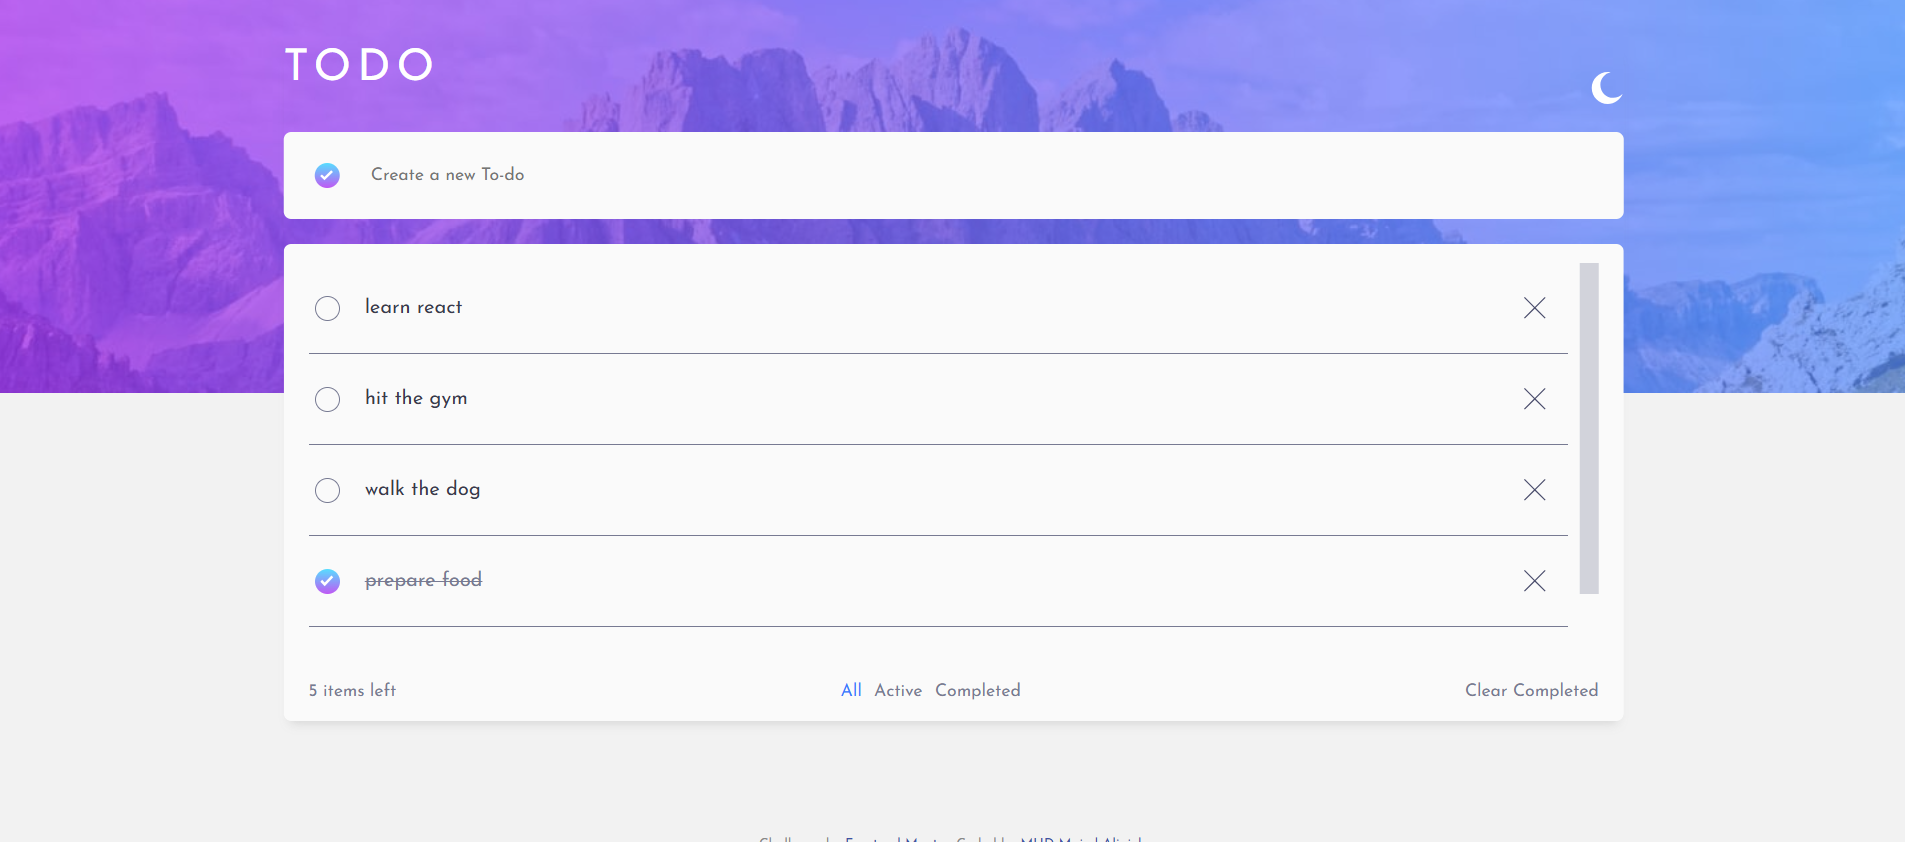 TODO
Create a new To-do
learn react
hit the gym
walk the dog
prepare food
5 items left All Active Completed Clear Completed